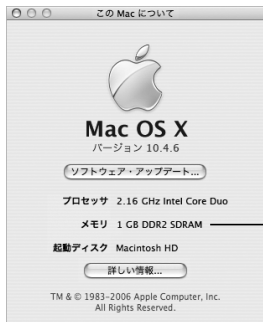 この Mac について
Mac OS X
バージョン 10.4.6
ソフトウェア・アップデート...
プロセッサ 2.16 GHz Intel Core Duo
メモリ 1 GB DDR2 SDRAM
起動ディスク Macintosh HD
詳しい情報...
TM & © 1983–2006 Apple Computer, Inc.
All Rights Reserved.